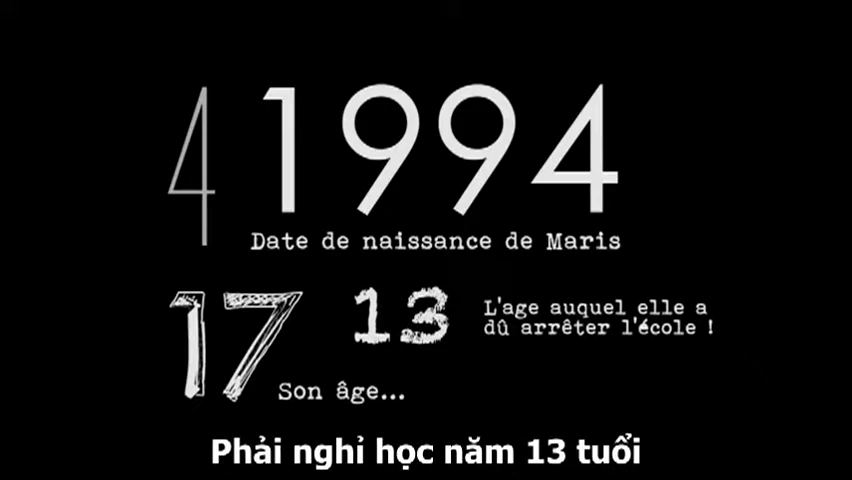 4 1994
Date de naissance de Maris
17 13
L'age auquel elle a
dû arrêter l'école !
Son âge...
Phải nghỉ học năm 13 tuổi